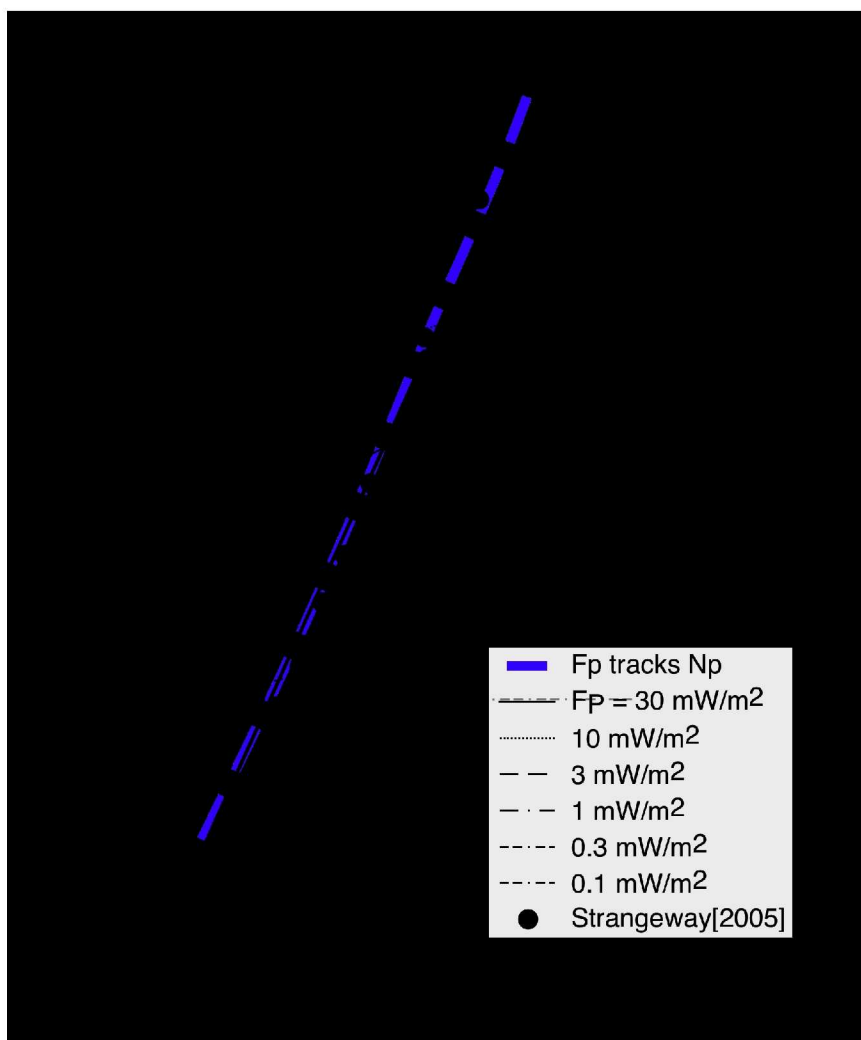 Fp tracks Np
FP = 30 mW/m2
10 mW/m2
3 mW/m2
1 mW/m2
0.3 mW/m2
0.1 mW/m2
Strangeway[2005]